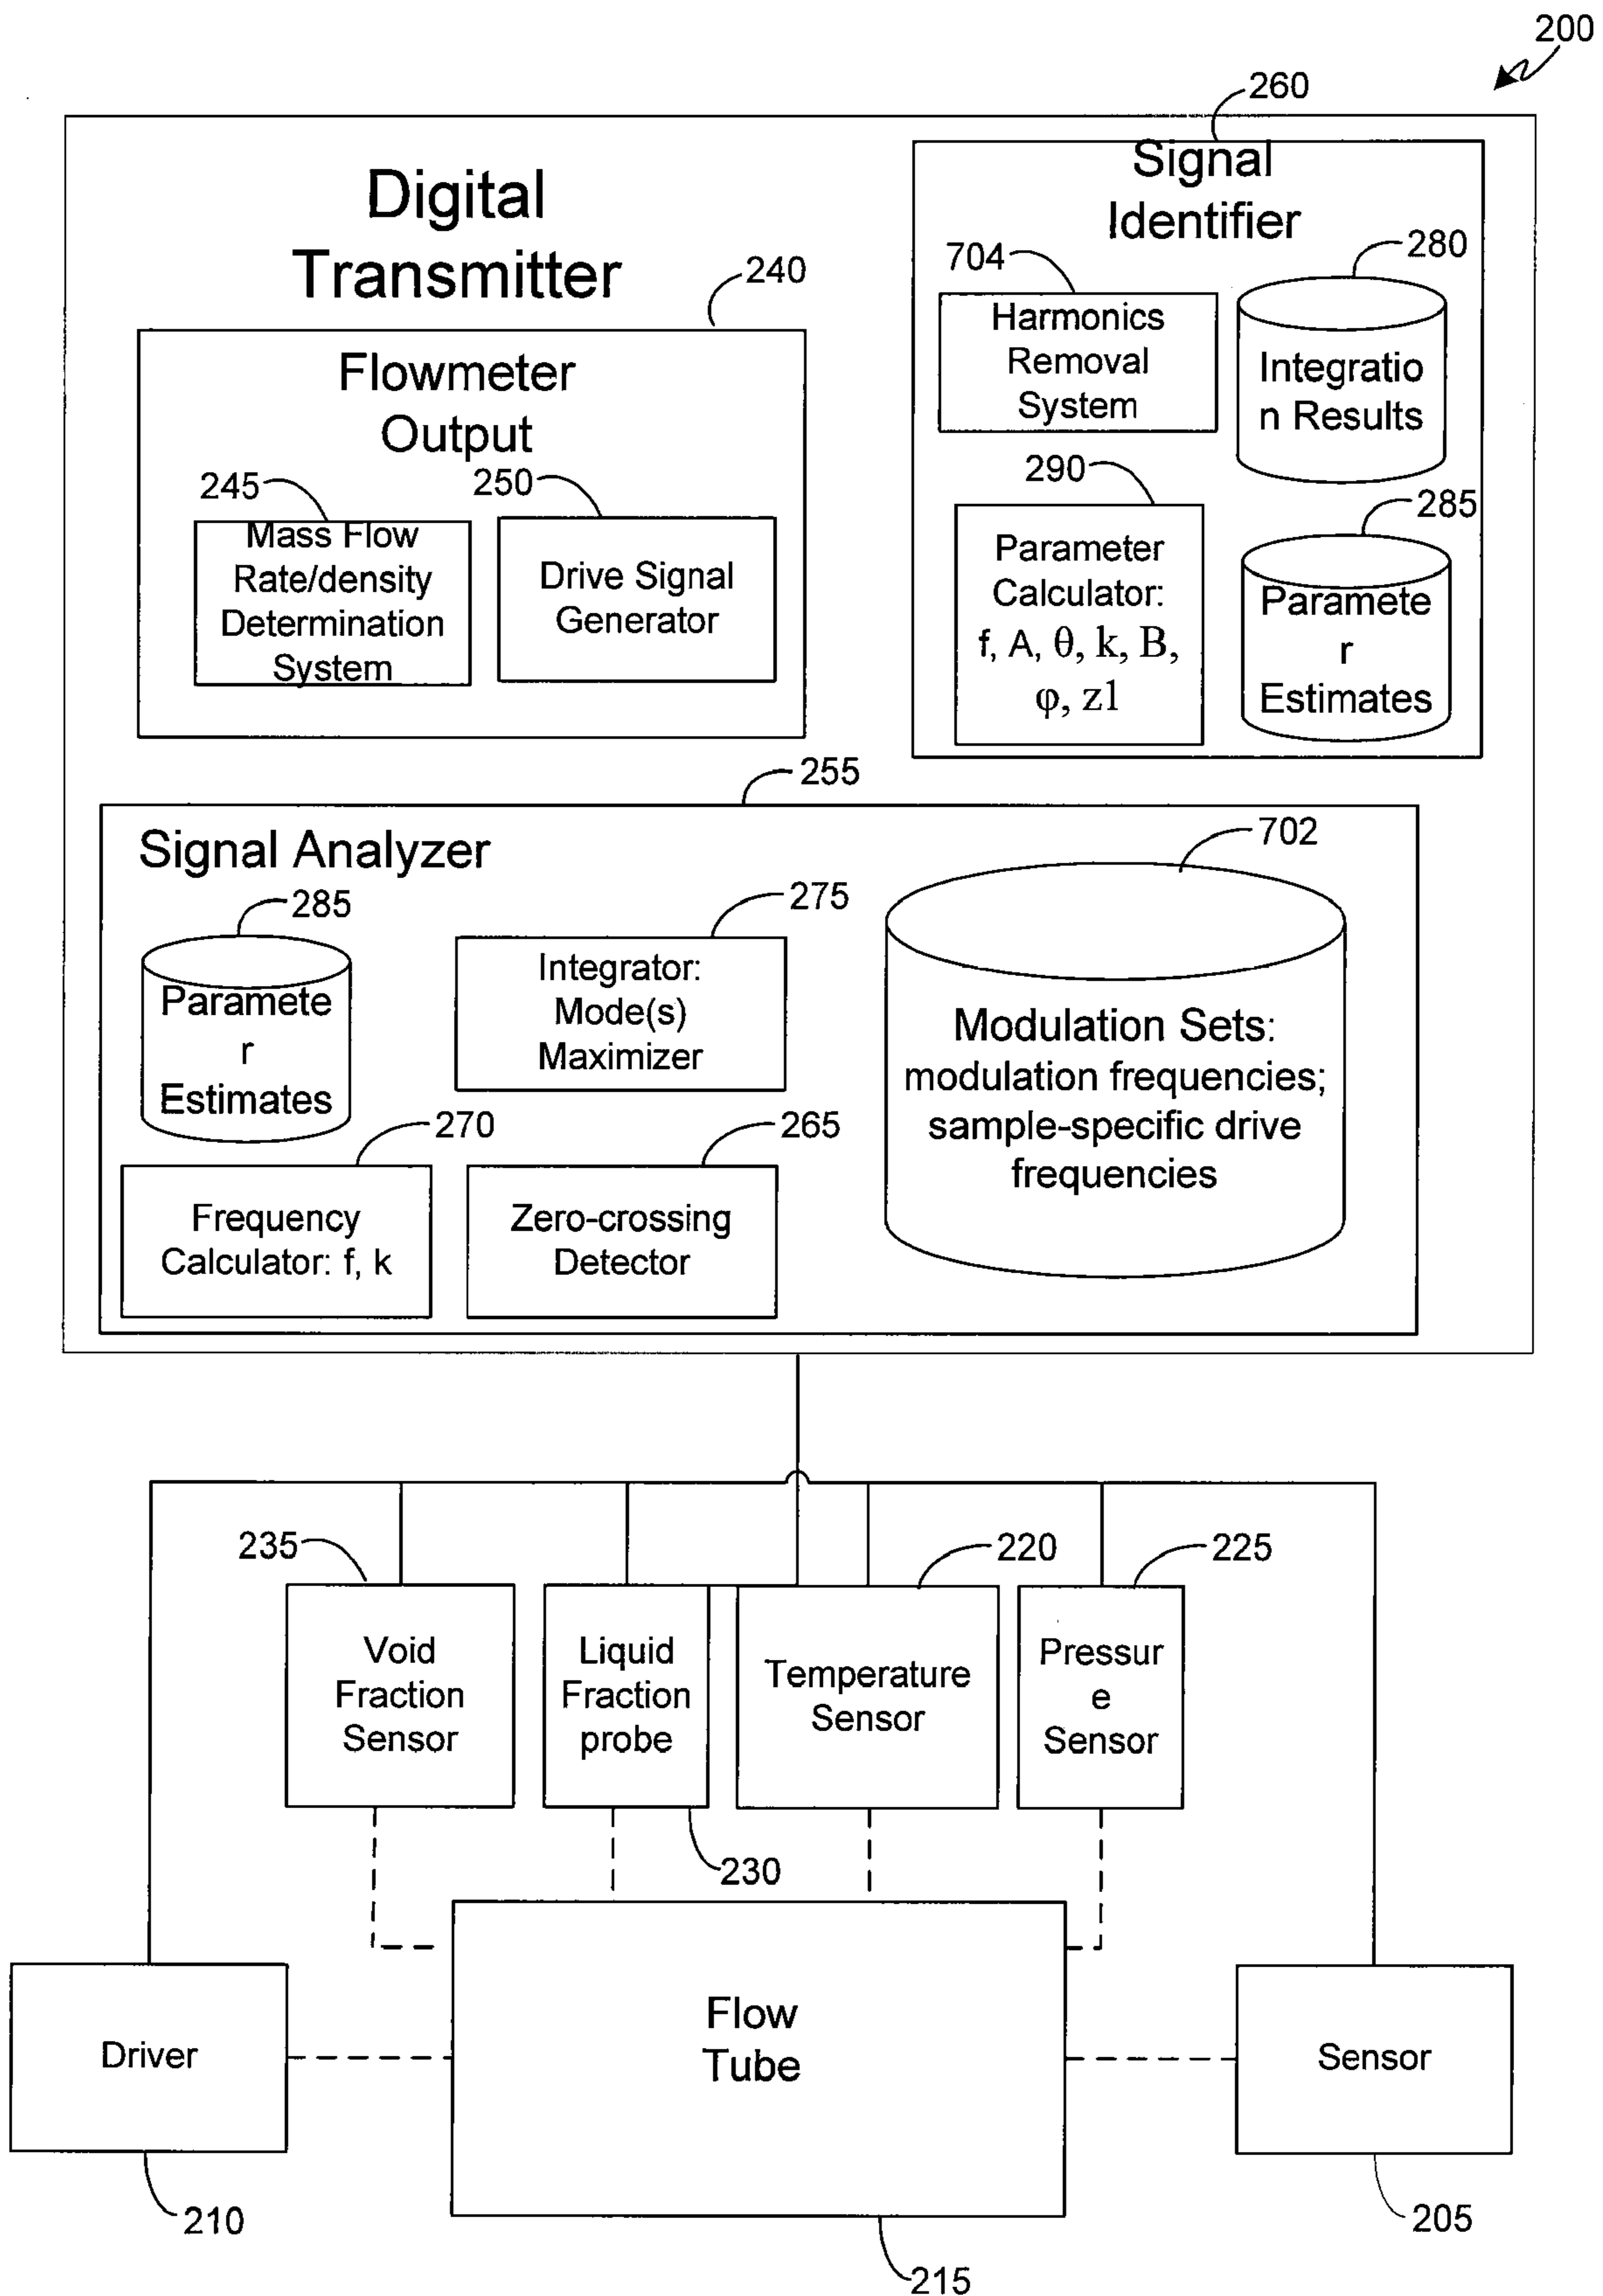 200
260
Digital
Transmitter
Signal
Identifier
704
280
Harmonics
Removal
System
Integratio
n Results
240
Flowmeter
Output
245
250
Mass Flow
Rate/density
Determination
System
Drive Signal
Generator
290
285
Parameter
Calculator:
f, A, θ, k, B,
φ, z1
Paramete
r
Estimates
255
Signal Analyzer
702
285
275
Paramete
r
Estimates
Integrator:
Mode(s)
Maximizer
Modulation Sets:
modulation frequencies;
sample-specific drive
frequencies
270
265
Frequency
Calculator: f, k
Zero-crossing
Detector
235
220
225
Void
Fraction
Sensor
Liquid
Fraction
probe
Temperature
Sensor
Pressur
e
Sensor
230
Driver
Flow
Tube
Sensor
210
215
205